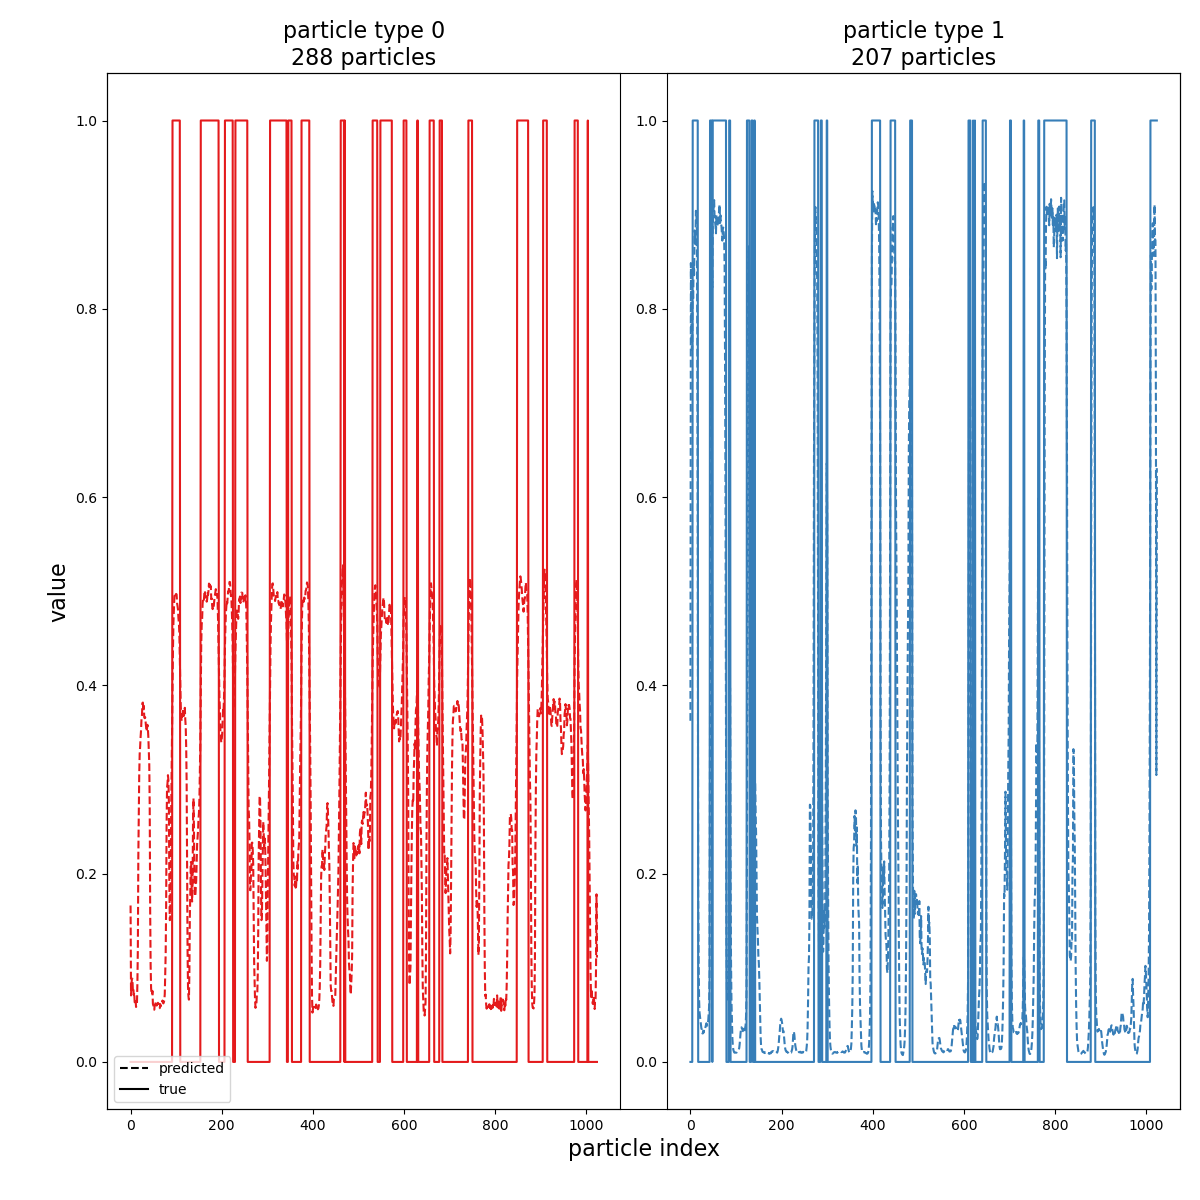 particle type 0
288 particles
particle type 1
207 particles
value
1.0
0.8
0.6
0.4
0.2
0.0
1.0
0.8
0.6
0.4
0.2
0.0
predicted
true
0 200 400 600 800 1000
0 200 400 600 800 1000
particle index